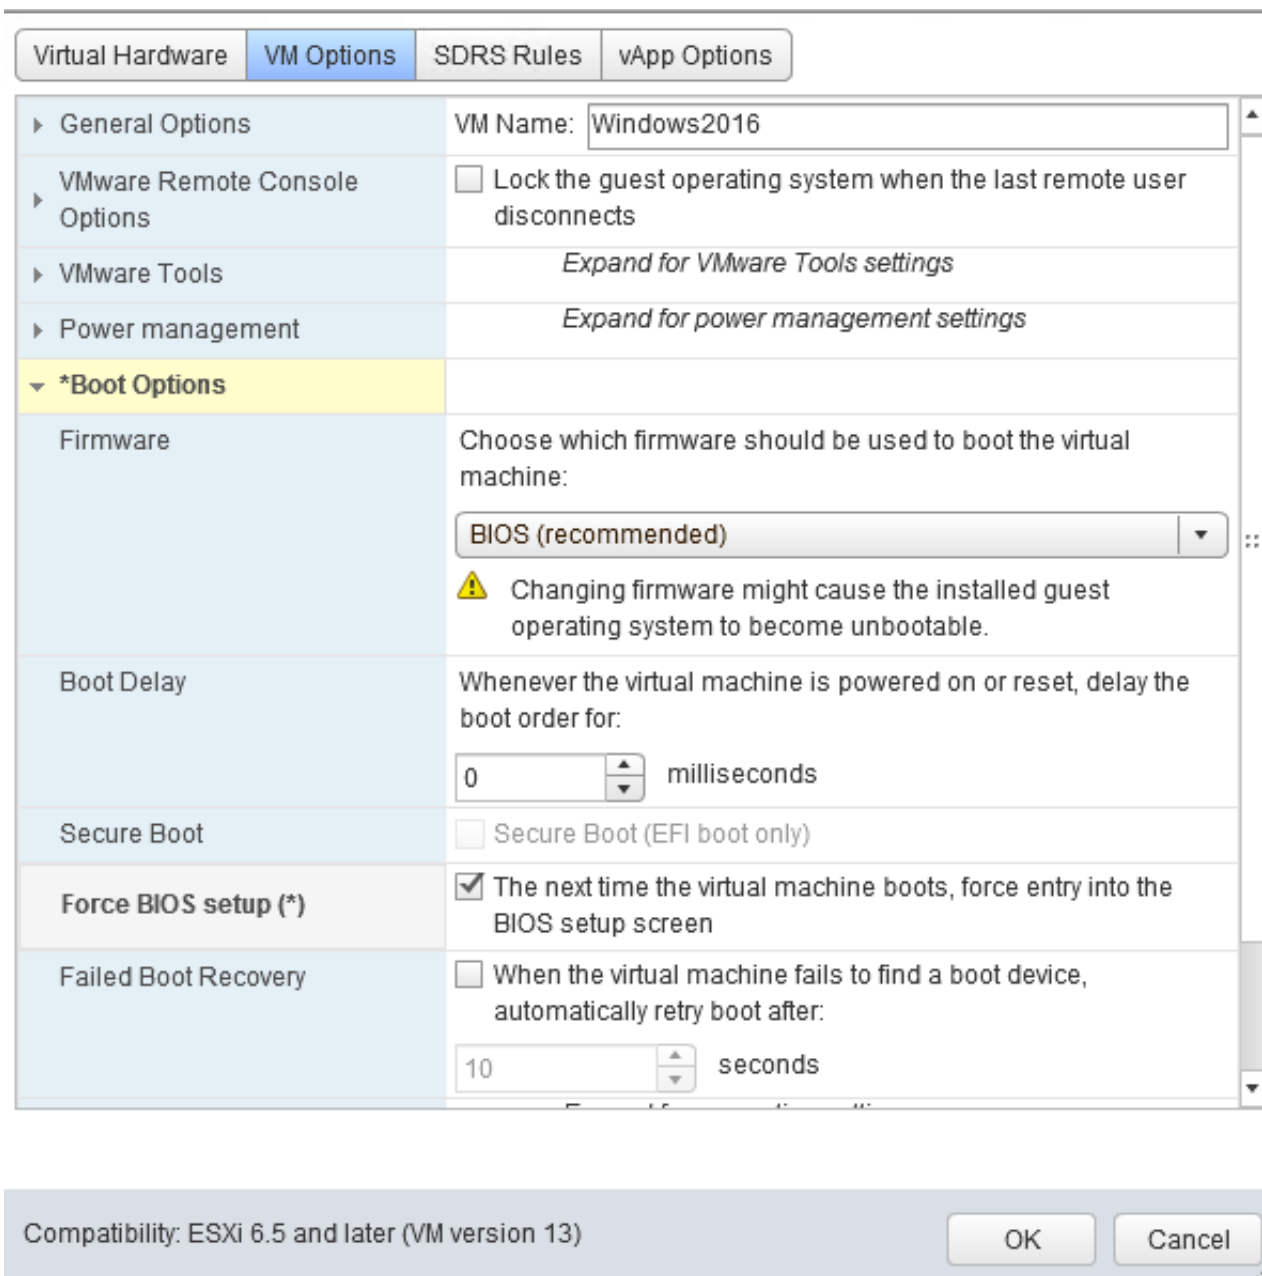 Virtual Hardware VM Options SDRS Rules vApp Options
General Options VM Name: Windows2016
VMware Remote Console Options
Lock the guest operating system when the last remote user
disconnects
VMware Tools Expand for VMware Tools settings
Power management Expand for power management settings
*Boot Options
Firmware Choose which firmware should be used to boot the virtual
machine:
BIOS (recommended)
Changing firmware might cause the installed guest
operating system to become unbootable.
Boot Delay Whenever the virtual machine is powered on or reset, delay the
boot order for:
0 milliseconds
Secure Boot Secure Boot (EFI boot only)
Force BIOS setup (*) The next time the virtual machine boots, force entry into the
BIOS setup screen
Failed Boot Recovery When the virtual machine fails to find a boot device,
automatically retry boot after:
10 seconds
Compatibility: ESXi 6.5 and later (VM version 13) OK Cancel